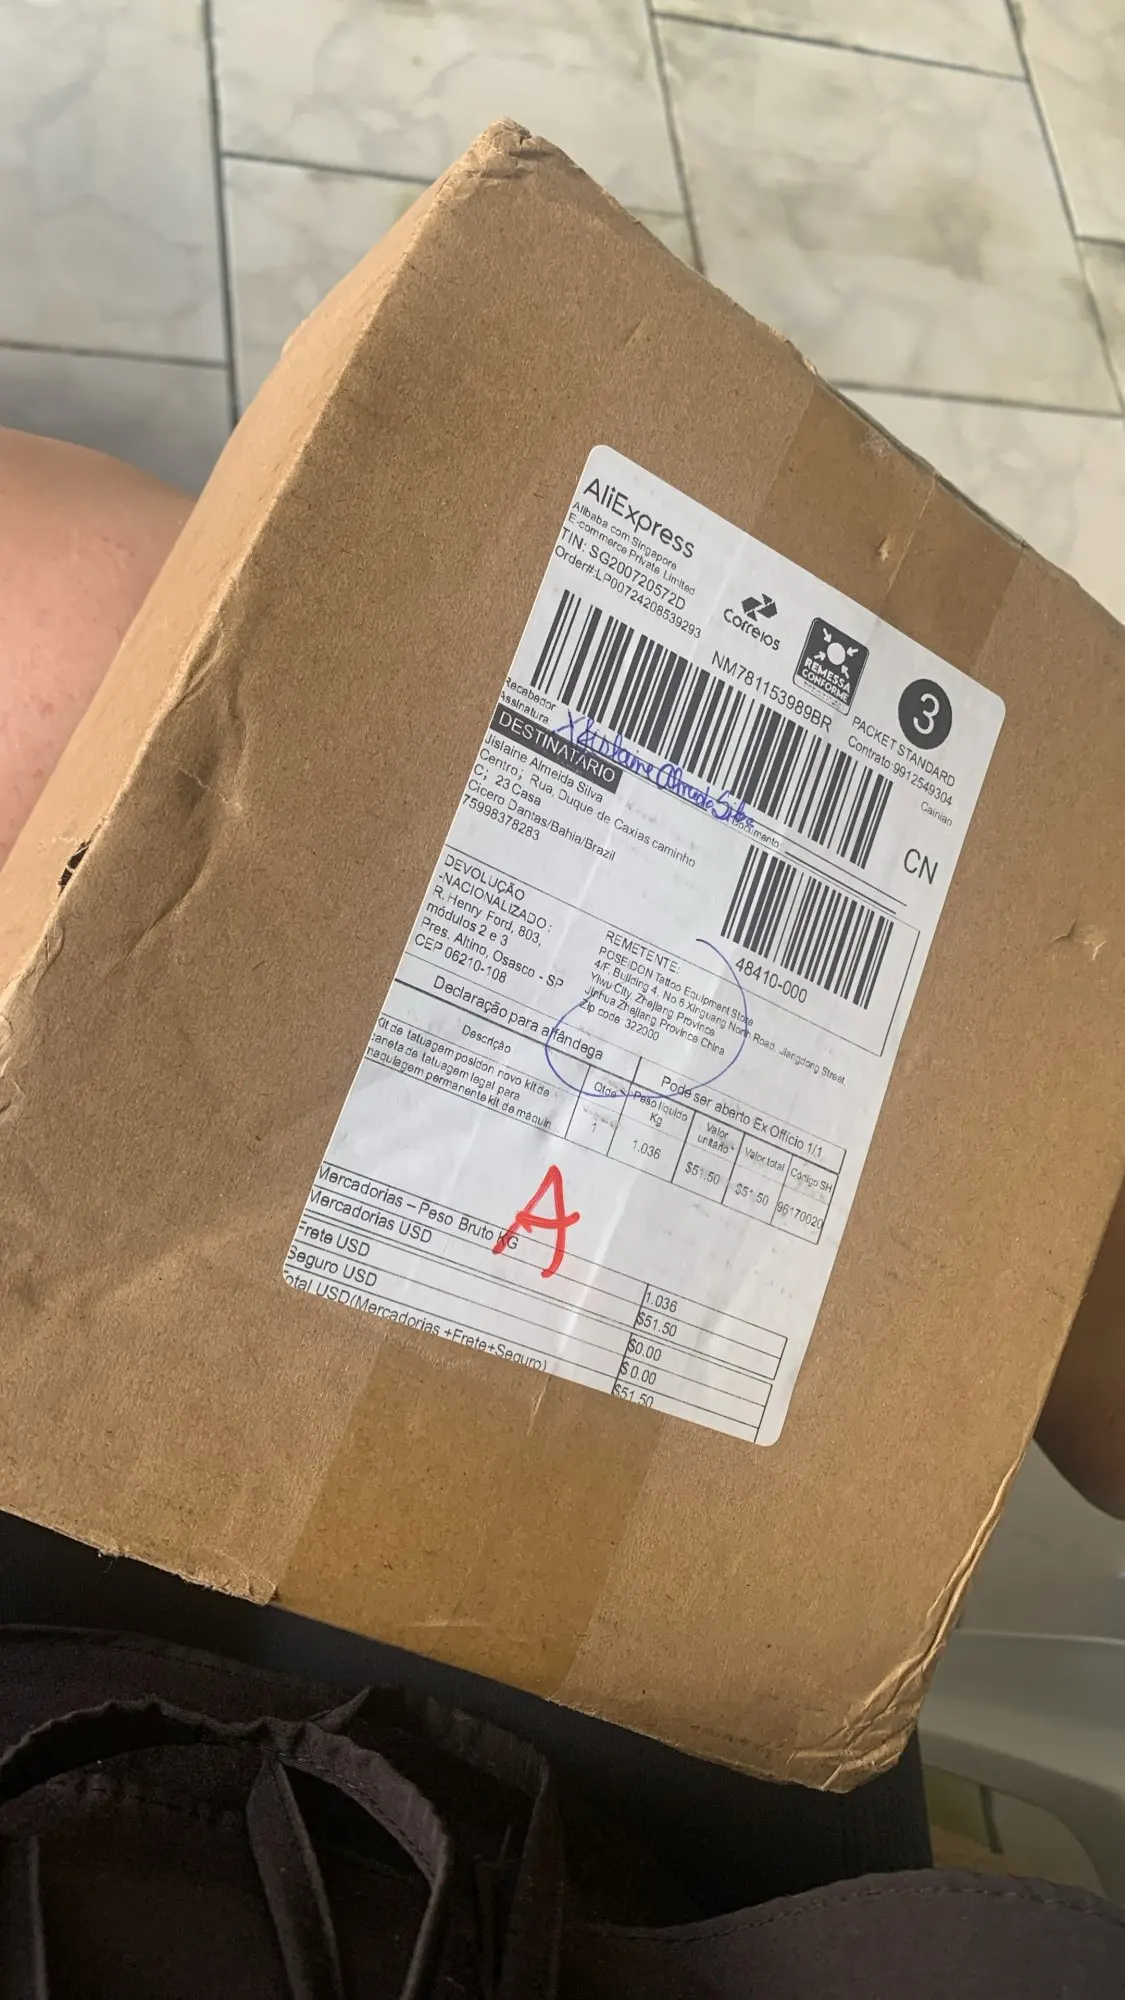 AliExpress
Alibaba com Singapore
E-commerce Private Limited
TIN: SG200720572D
Order#:LP00724208539293
Correios
REMESSA
CONFORME
3
NM781153989BR
PACKET STANDARD
Contrato:9912549304
Cainiao
Recebedor
Assinatura
Almeida Silva
Documento
DESTINATÁRIO
Jislaine Almeida Silva
Centro; Rua, Duque de Caxias caminho
C; 23 Casa
Cicero Dantas/Bahia/Brazil
75998378283
CN
48410-000
DEVOLUÇÃO
-NACIONALIZADO:
R. Henry Ford, 803,
módulos 2 e 3
Pres. Altino, Osasco - SP
CEP 06210-108
REMETENTE:
POSEIDON Tattoo Equipment Store
4/F, Building 4, No.6 Xinguang North Road, Jiangdong Street
Yiwu City, Zhejiang Province
Jinhua Zhejiang Province China
Zip code 322000
Declaração para alfândega
Pode ser aberto Ex Officio 1/1
Descrição
Qtde
Peso líquido
Kg
Valor
unitário
Valor total
Código SH
Kit de tatuagem posidon novo kit de
caneta de tatuagem legal para
maquiagem permanente kit de máquin
1
1.036
$51.50
$51.50
96170020
A
Mercadorias – Peso Bruto KG
1.036
Mercadorias USD
$51.50
Frete USD
$0.00
Seguro USD
$0.00
otal USD(Mercadorias +Frete+Seguro)
$51.50